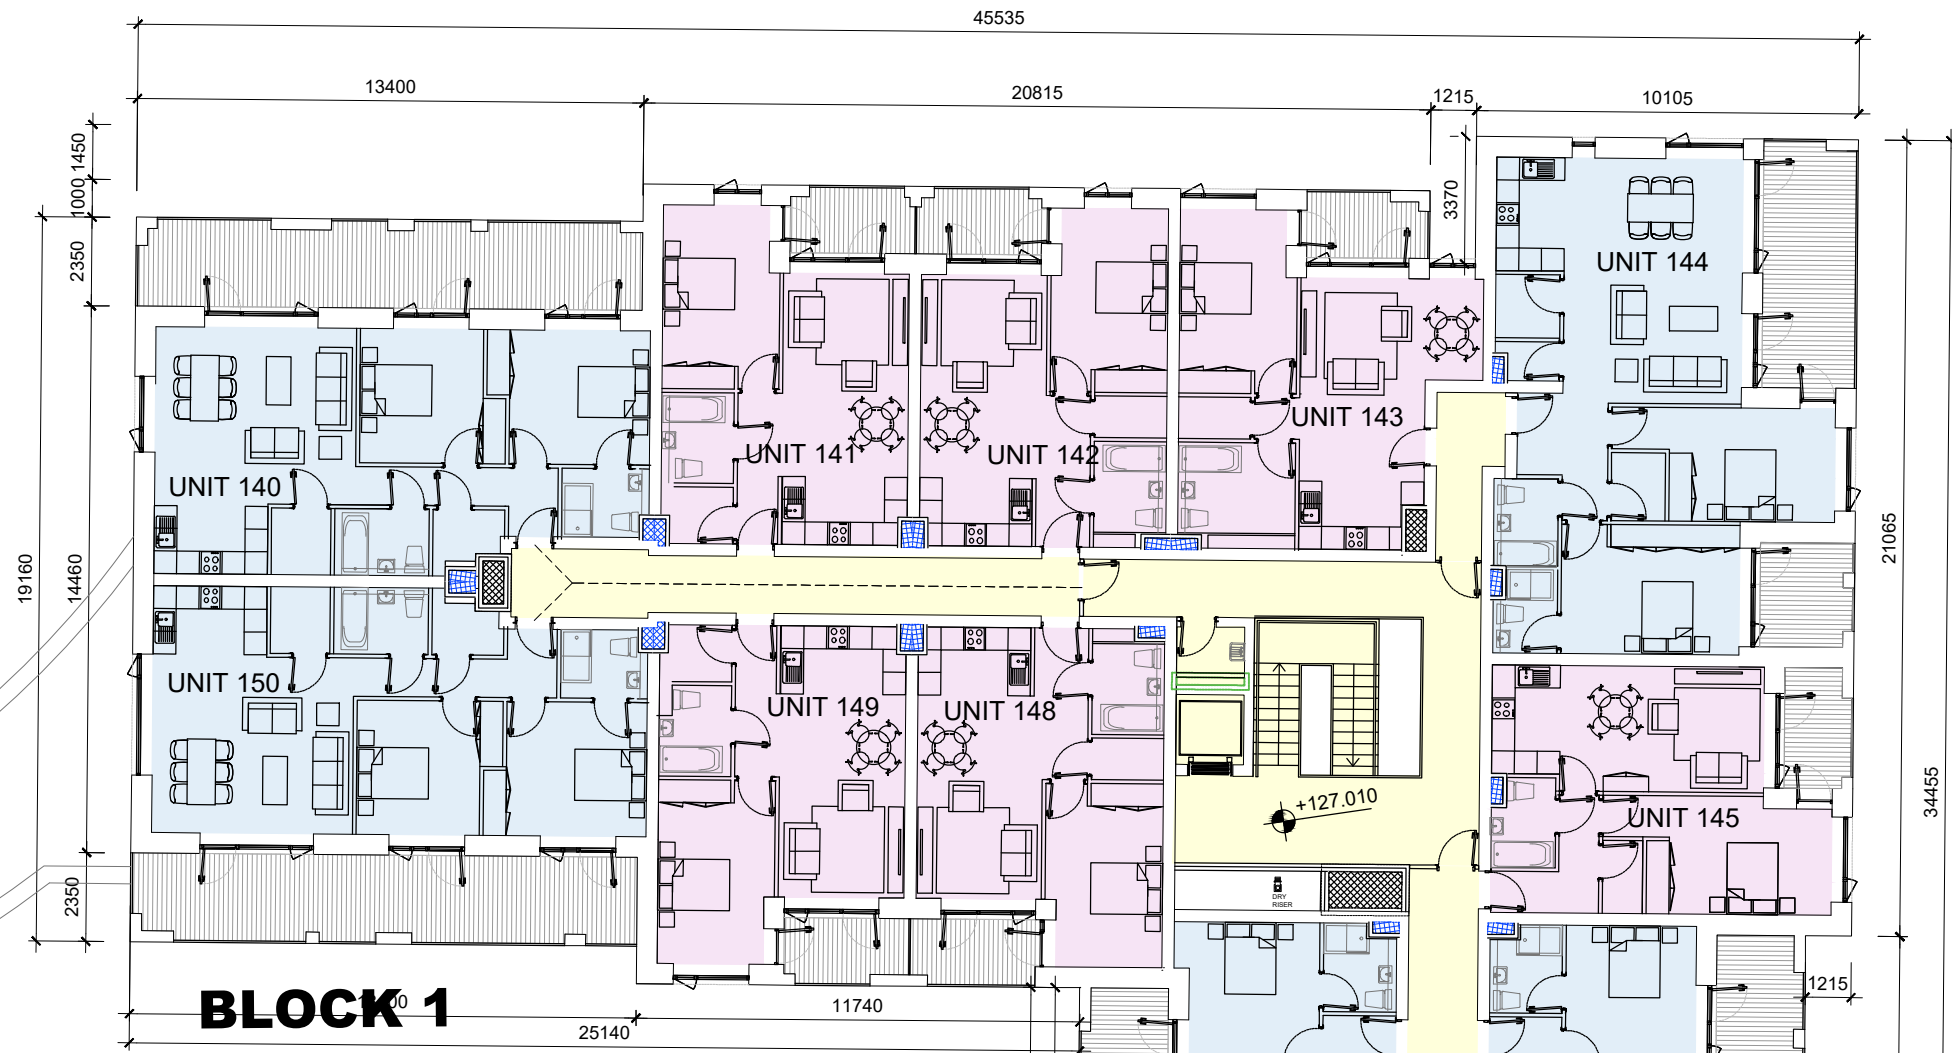 45535
13400
20815
1215
10105
1450
1000
2350
3370
19160
14460
2350
21065
34455
UNIT 144
UNIT 143
UNIT 141
UNIT 142
UNIT 140
UNIT 150
UNIT 149
UNIT 148
+127.010
UNIT 145
DRY
RISER
1215
BLOCK 1
11740
25140